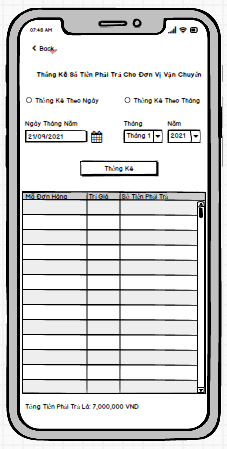 07:48 AM
Back
Thống Kê Số Tiền Phải Trả Cho Đơn Vị Vận Chuyển
Thống Kê Theo Ngày Thống Kê Theo Tháng
Ngày Tháng Năm Tháng Năm
21/09/2021 Tháng 1 2021
Thống Kê
Mã Đơn Hàng Trị Giá Số Tiền Phải Trả
Tổng Tiền Phải Trả Là: 7,000,000 VND